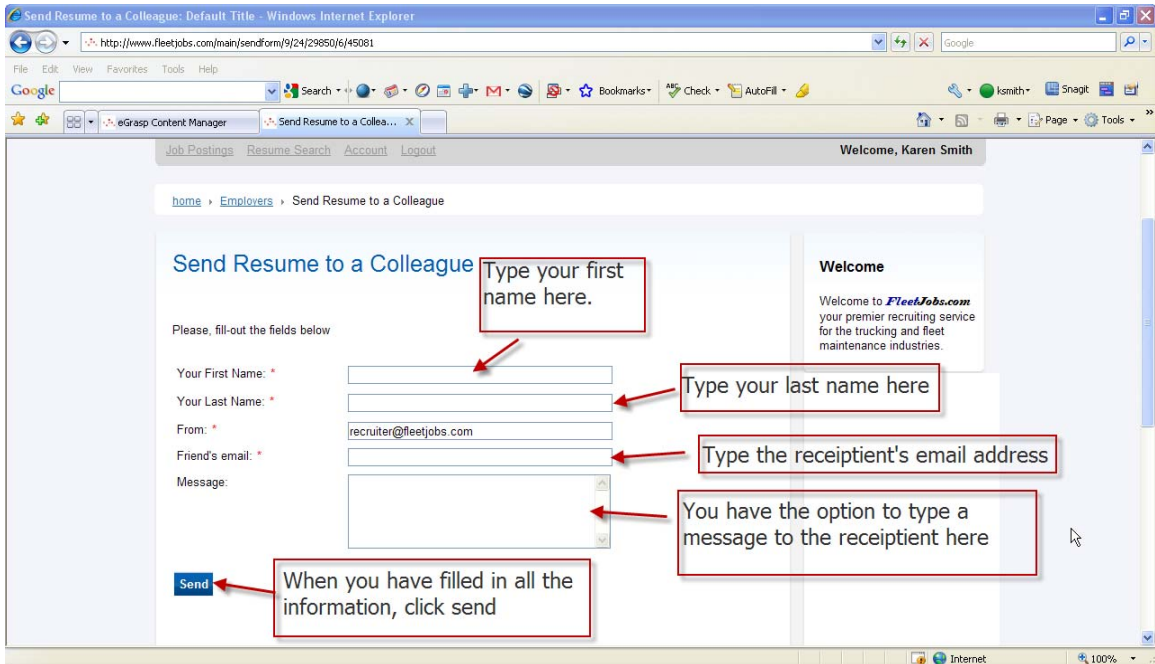 Send Resume to a Colleague: Default Title - Windows Internet Explorer
http://www.fleetjobs.com/main/sendform/9/24/29850/6/45081
Google
File Edit View Favorites Tools Help
Google Search Bookmarks ABC Check AutoFill ksmith Snagit
eGrasp Content Manager Send Resume to a Collea... X Page Tools »
Job Postings Resume Search Account Logout Welcome, Karen Smith
home › Employers › Send Resume to a Colleague
Send Resume to a Colleague
Type your first
name here.
Please, fill-out the fields below
Your First Name: *
Your Last Name: *
Type your last name here
From: * recruiter@fleetjobs.com
Friend's email: *
Type the receiptient's email address
Message:
You have the option to type a
message to the receiptient here
Send
When you have filled in all the
information, click send
Welcome
Welcome to FleetJobs.com
your premier recruiting service
for the trucking and fleet
maintenance industries.
Internet 100%